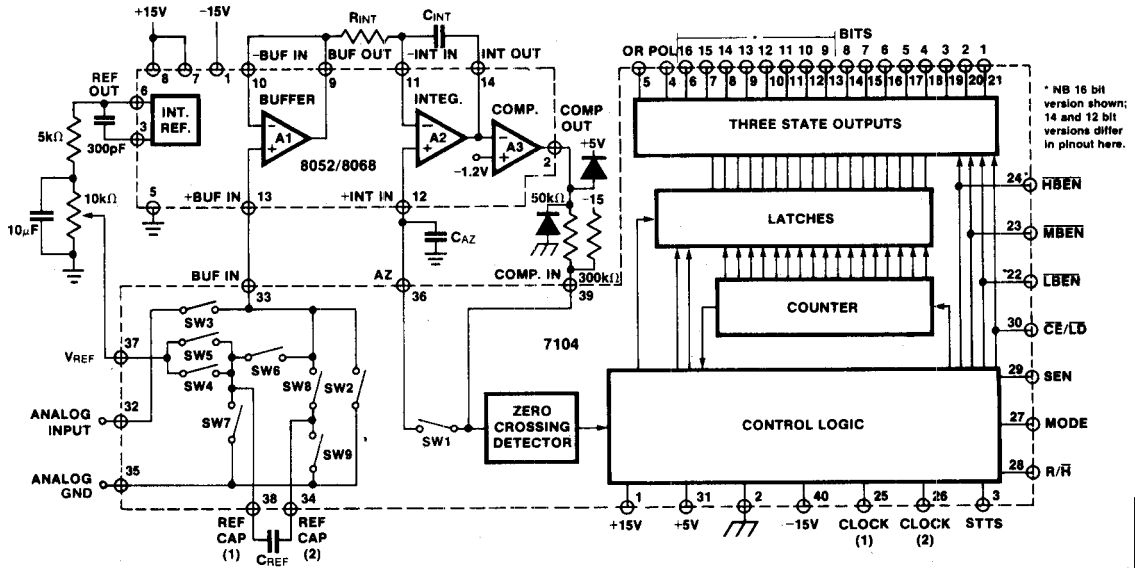 +15V
-15V
RINT
CINT
-BUF IN
BUF OUT
-INT IN
INT OUT
8
7
1
10
9
11
14
REF OUT
6
3
INT. REF.
300pF
5kΩ
10kΩ
10μF
5
BUFFER
A1
8052/8068
INTEG.
A2
COMP.
A3
-1.2V
2
COMP OUT
+5V
50kΩ
-15
300kΩ
+BUF IN
13
+INT IN
12
CAZ
BUF IN
33
AZ
36
COMP. IN
39
7104
VREF
37
ANALOG INPUT
32
ANALOG GND
35
SW3
SW5
SW4
SW6
SW7
SW8
SW2
SW9
SW1
38
34
REF CAP (1)
REF CAP (2)
CREF
ZERO CROSSING DETECTOR
BITS
OR POL 16 15 14 13 12 11 10 9 8 7 6 5 4 3 2 1
5 4 6 7 8 9 10 11 12 13 14 15 16 17 18 19 20 21
THREE STATE OUTPUTS
LATCHES
COUNTER
CONTROL LOGIC
* NB 16 bit
version shown;
14 and 12 bit
versions differ
in pinout here.
24* HBEN
23 MBEN
*22 LBEN
30 CE/LD
29 SEN
27 MODE
28 R/H
1 31 2 40 25 26 3
+15V +5V -15V CLOCK (1) CLOCK (2) STTS